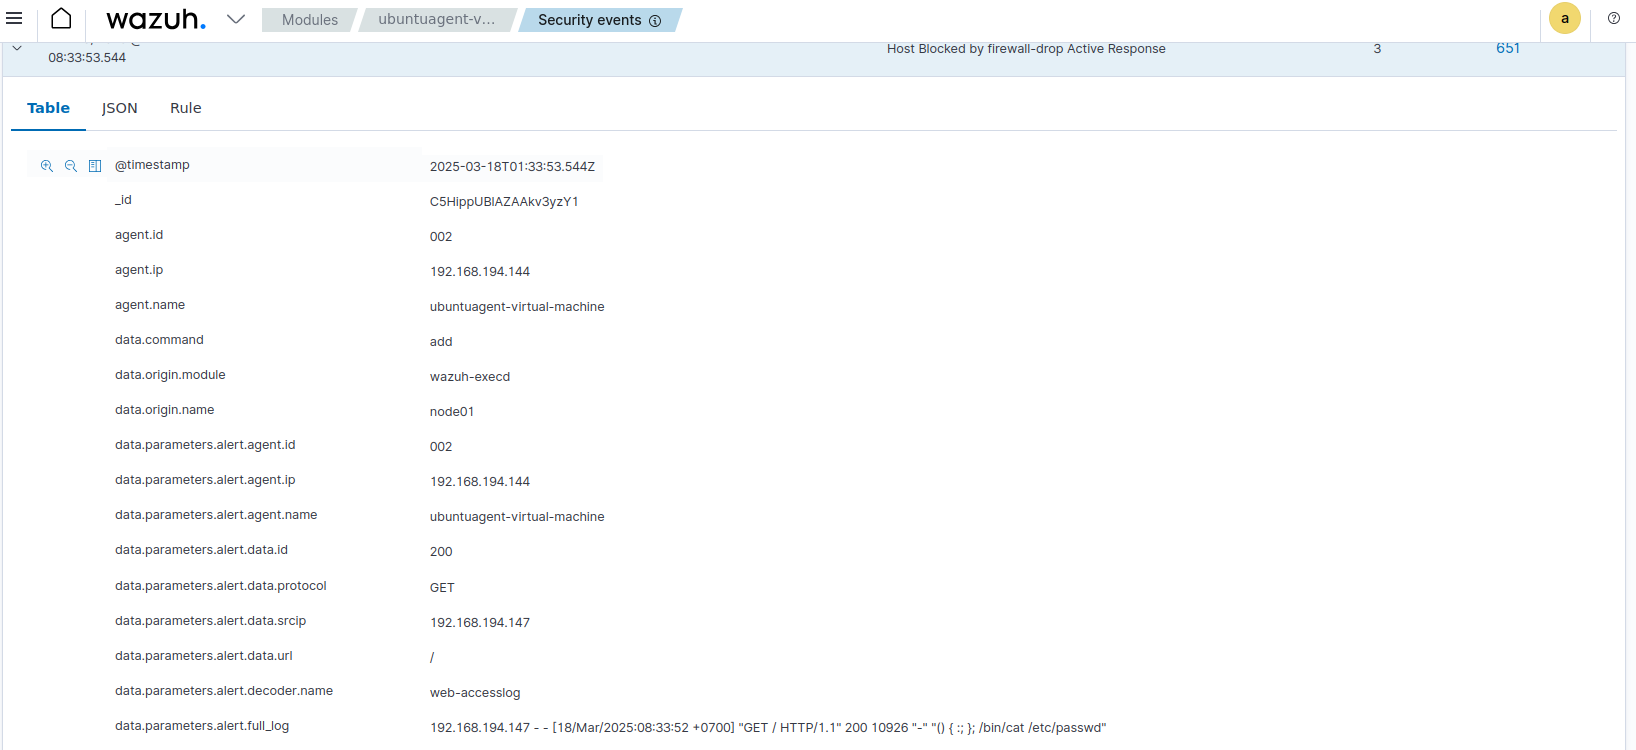 wazuh.
Modules
ubuntuagent-v...
Security events
a
08:33:53.544
Host Blocked by firewall-drop Active Response
3
651
Table
JSON
Rule
@timestamp 2025-03-18T01:33:53.544Z
_id C5HippUBIAZAAkv3yzY1
agent.id 002
agent.ip 192.168.194.144
agent.name ubuntuagent-virtual-machine
data.command add
data.origin.module wazuh-execd
data.origin.name node01
data.parameters.alert.agent.id 002
data.parameters.alert.agent.ip 192.168.194.144
data.parameters.alert.agent.name ubuntuagent-virtual-machine
data.parameters.alert.data.id 200
data.parameters.alert.data.protocol GET
data.parameters.alert.data.srcip 192.168.194.147
data.parameters.alert.data.url /
data.parameters.alert.decoder.name web-accesslog
data.parameters.alert.full_log 192.168.194.147 - - [18/Mar/2025:08:33:52 +0700] "GET / HTTP/1.1" 200 10926 "-" "() { :; }; /bin/cat /etc/passwd"